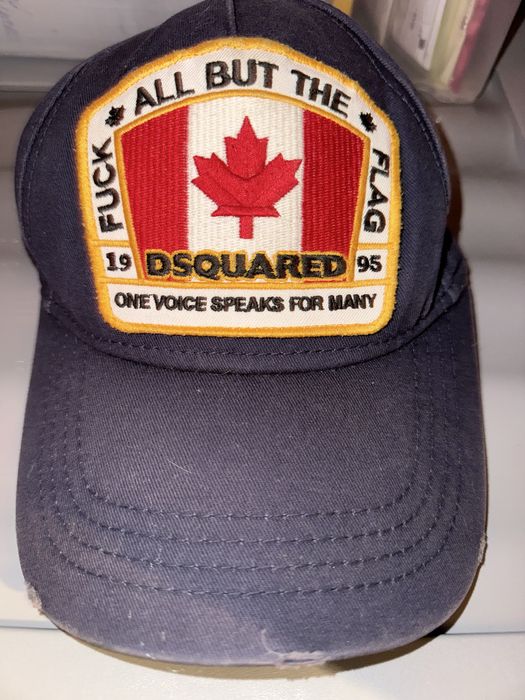 FUCK ALL BUT THE FLAG
19 DSQUARED 95
ONE VOICE SPEAKS FOR MANY